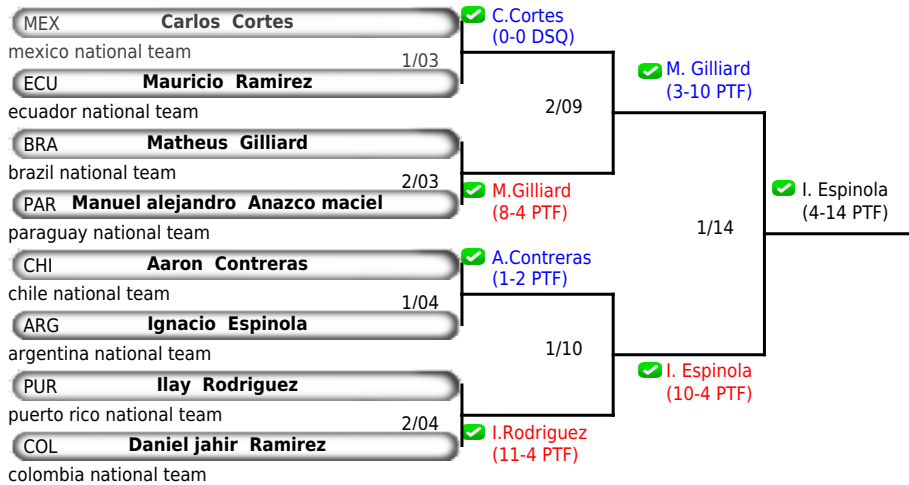 MEX Carlos Cortes
mexico national team
1/03
ECU Mauricio Ramirez
ecuador national team
BRA Matheus Gilliard
brazil national team
2/03
PAR Manuel alejandro Anazco maciel
paraguay national team
CHI Aaron Contreras
chile national team
1/04
ARG Ignacio Espinola
argentina national team
PUR Ilay Rodriguez
puerto rico national team
2/04
COL Daniel jahir Ramirez
colombia national team
C.Cortes
(0-0 DSQ)
2/09
M.Gilliard
(8-4 PTF)
A.Contreras
(1-2 PTF)
1/10
I.Rodriguez
(11-4 PTF)
M. Gilliard
(3-10 PTF)
1/14
I. Espinola
(10-4 PTF)
I. Espinola
(4-14 PTF)